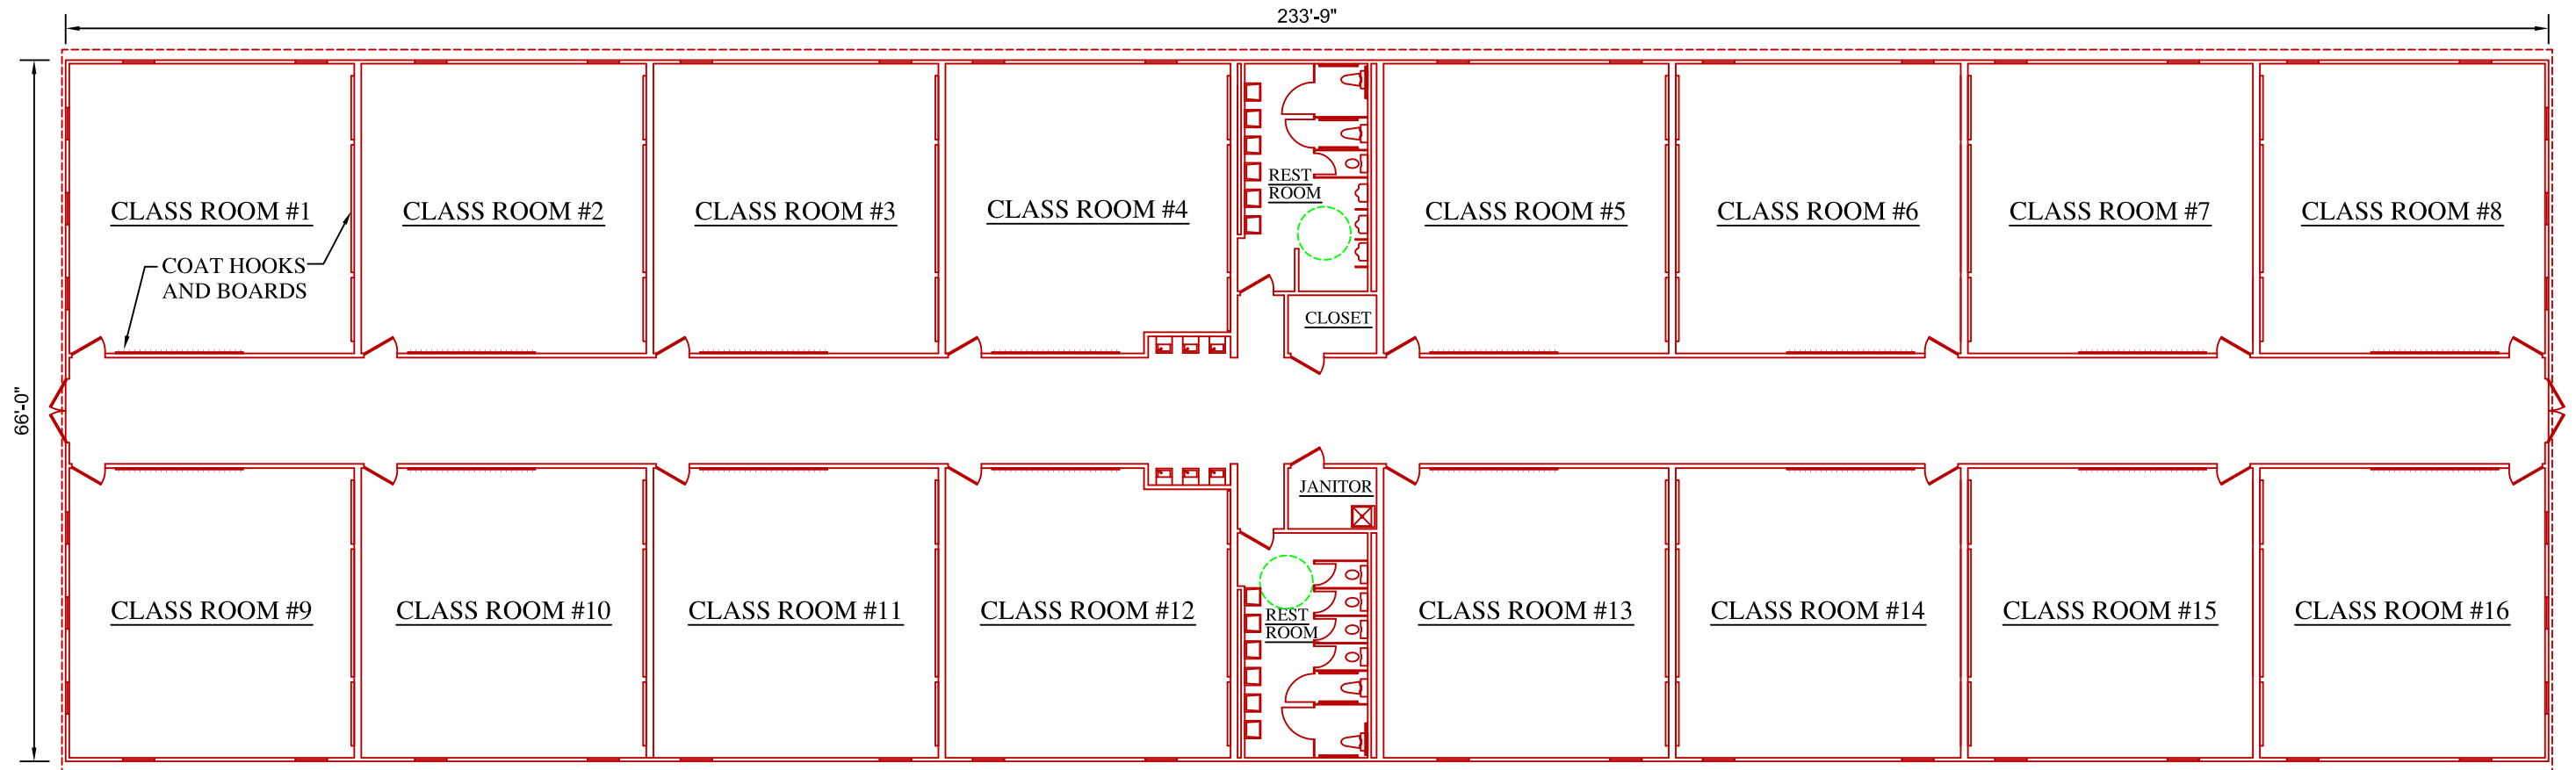 233'-9"
66'-0"
CLASS ROOM #1
CLASS ROOM #2
CLASS ROOM #3
CLASS ROOM #4
REST
ROOM
CLASS ROOM #5
CLASS ROOM #6
CLASS ROOM #7
CLASS ROOM #8
COAT HOOKS
AND BOARDS
CLOSET
JANITOR
CLASS ROOM #9
CLASS ROOM #10
CLASS ROOM #11
CLASS ROOM #12
REST
ROOM
CLASS ROOM #13
CLASS ROOM #14
CLASS ROOM #15
CLASS ROOM #16